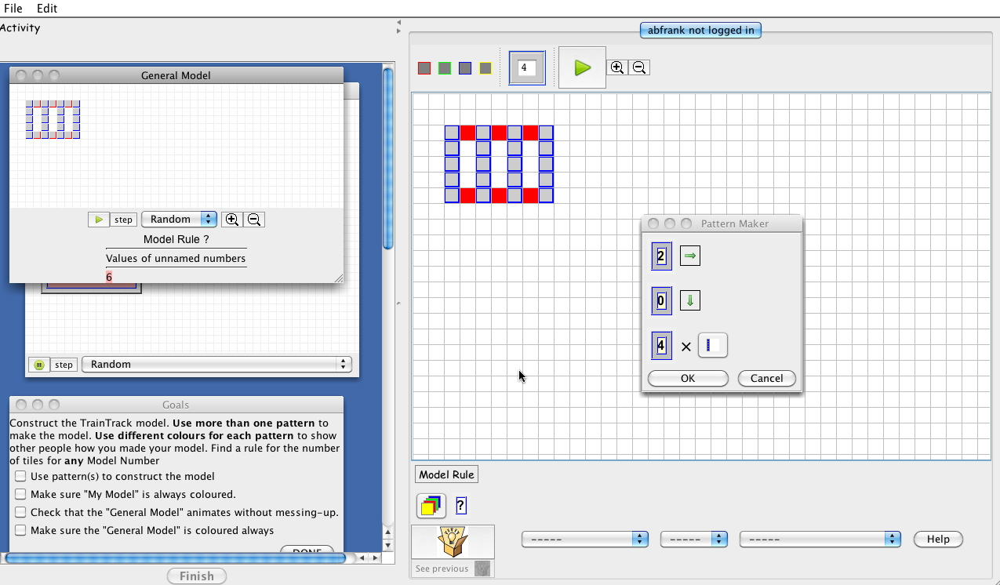 File Edit
Activity
abfrank not logged in
4
General Model
step Random
Model Rule ?
Values of unnamed numbers
6
step Random
Goals
Construct the TrainTrack model. Use more than one pattern to
make the model. Use different colours for each pattern to show
other people how you made your model. Find a rule for the number
of tiles for any Model Number
Use pattern(s) to construct the model
Make sure "My Model" is always coloured.
Check that the "General Model" animates without messing-up.
Make sure the "General Model" is coloured always
DONE
Finish
Pattern Maker
2
0
4 ×
OK Cancel
Model Rule
?
See previous
----- ----- ----- Help